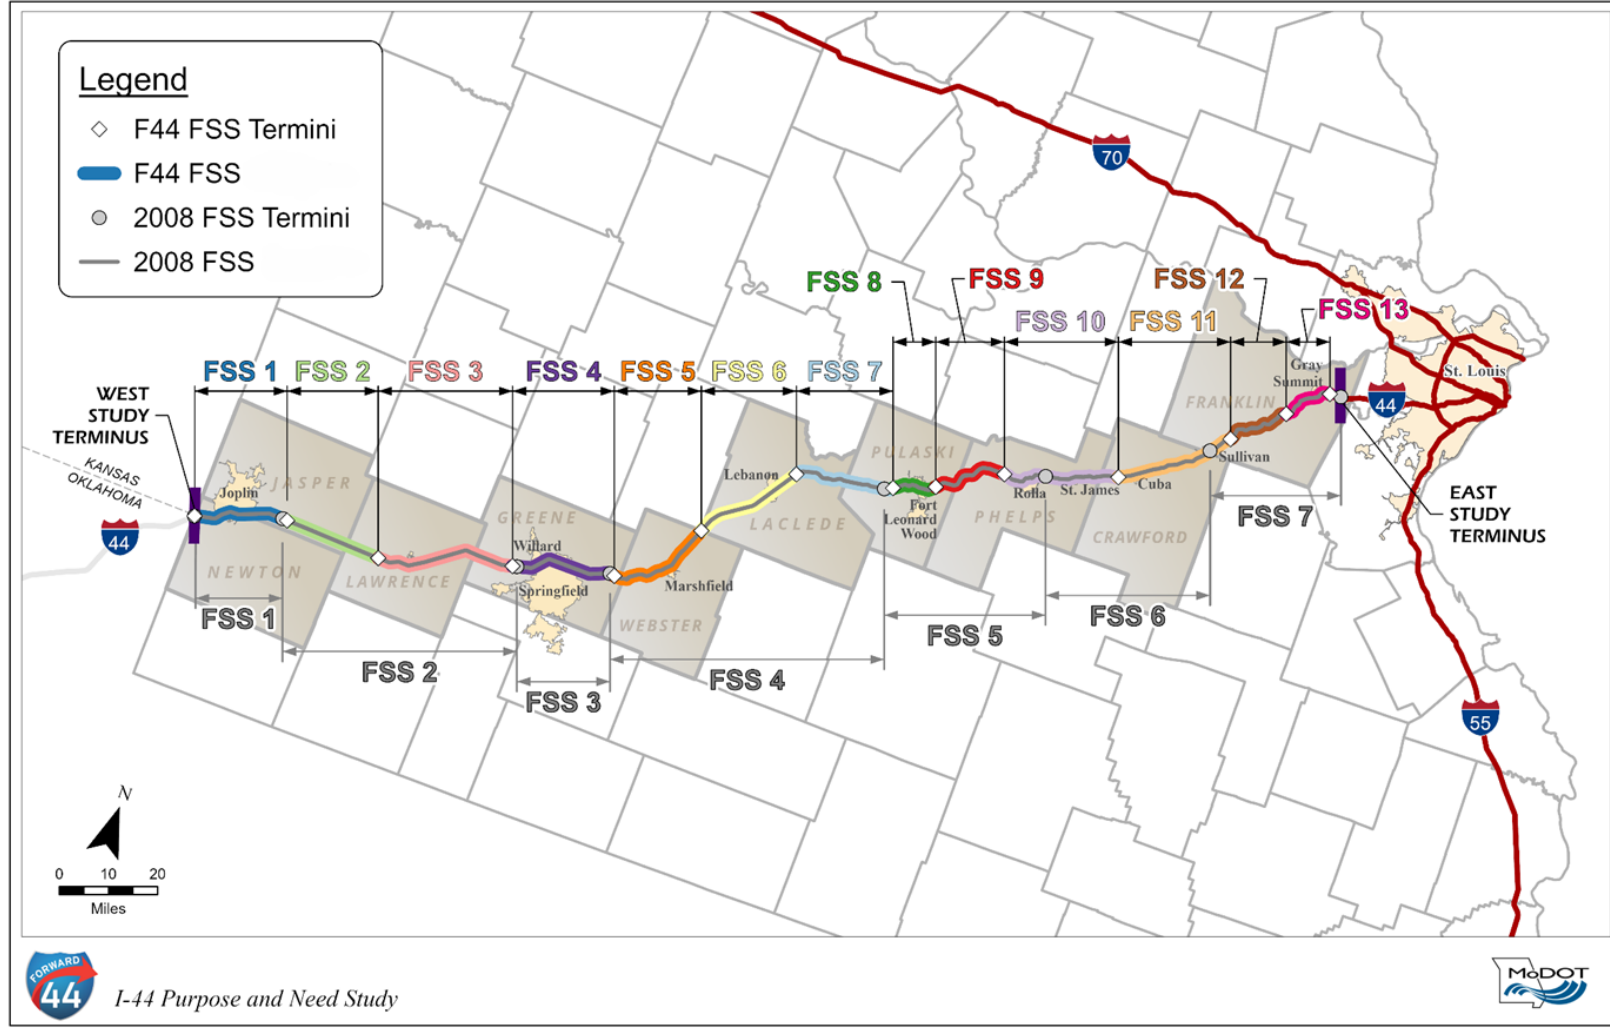 Legend
F44 FSS Termini
F44 FSS
2008 FSS Termini
2008 FSS
70
FSS 8
FSS 9
FSS 12
FSS 13
FSS 10
FSS 11
FSS 1
FSS 2
FSS 3
FSS 4
FSS 5
FSS 6
FSS 7
Gray
Summit
St. Louis
44
WEST
STUDY
TERMINUS
KANSAS
OKLAHOMA
44
Joplin
JASPER
NEWTON
LAWRENCE
GREENE
Willard
Springfield
Marshfield
WEBSTER
Lebanon
LACLEDE
PULASKI
Fort
Leonard
Wood
PHELPS
Rolla
St. James
Cuba
CRAWFORD
FRANKLIN
Sullivan
EAST
STUDY
TERMINUS
FSS 1
FSS 2
FSS 3
FSS 4
FSS 5
FSS 6
FSS 7
55
N
0 10 20
Miles
FORWARD
44
I-44 Purpose and Need Study
MoDOT